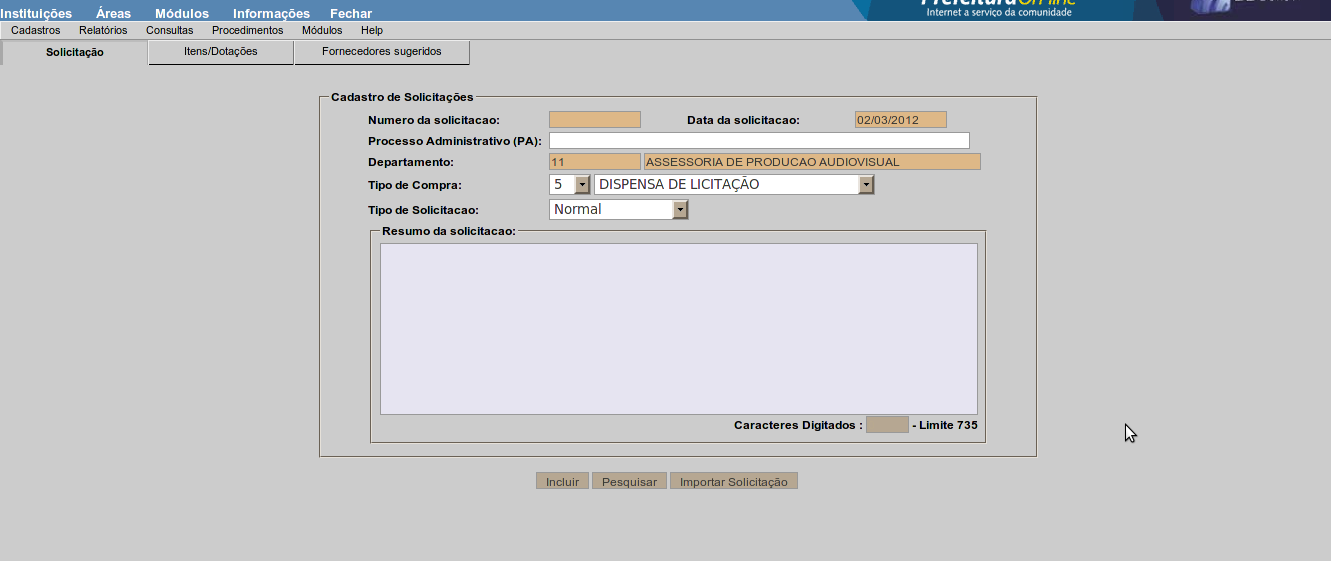 Instituições Áreas Módulos Informações Fechar
PrefeituraOn-line
Internet a serviço da comunidade
Cadastros Relatórios Consultas Procedimentos Módulos Help
Solicitação Itens/Dotações Fornecedores sugeridos
Cadastro de Solicitações
Numero da solicitacao: Data da solicitacao: 02/03/2012
Processo Administrativo (PA):
Departamento: 11 ASSESSORIA DE PRODUCAO AUDIOVISUAL
Tipo de Compra: 5 DISPENSA DE LICITAÇÃO
Tipo de Solicitacao: Normal
Resumo da solicitacao:
Caracteres Digitados : - Limite 735
Incluir Pesquisar Importar Solicitação